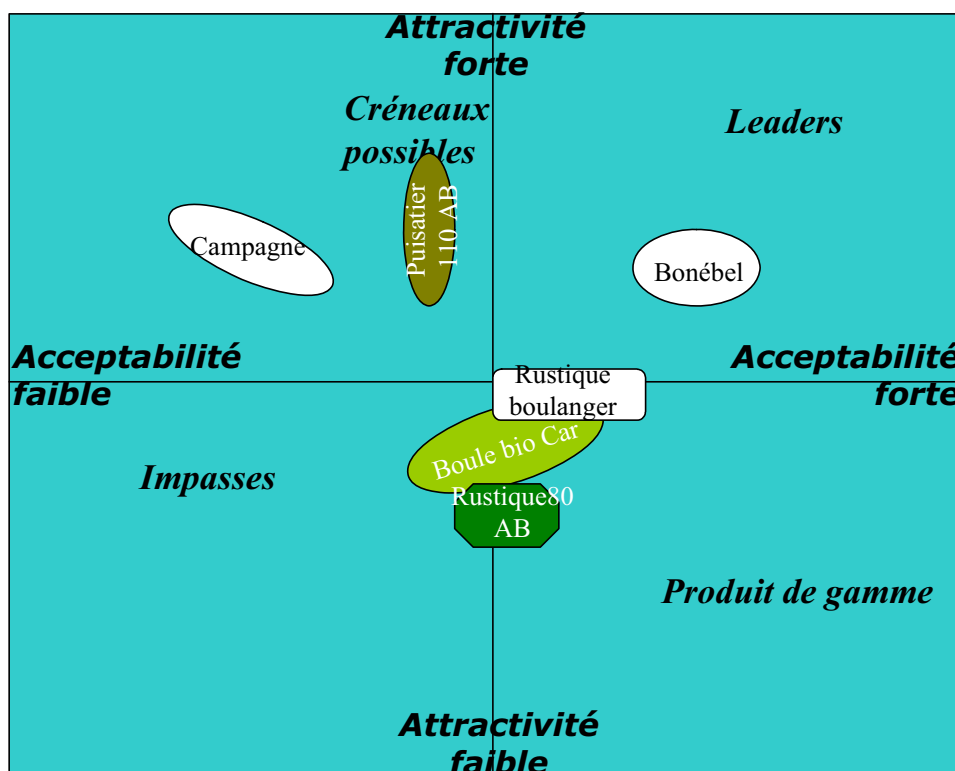 Attractivité
forte
Créneaux
possibles
Leaders
Puisatier
110 AB
Campagne
Bonébel
Acceptabilité
faible
Acceptabilité
forte
Rustique
boulanger
Boule bio Car
Impasses
Rustique80
AB
Produit de gamme
Attractivité
faible